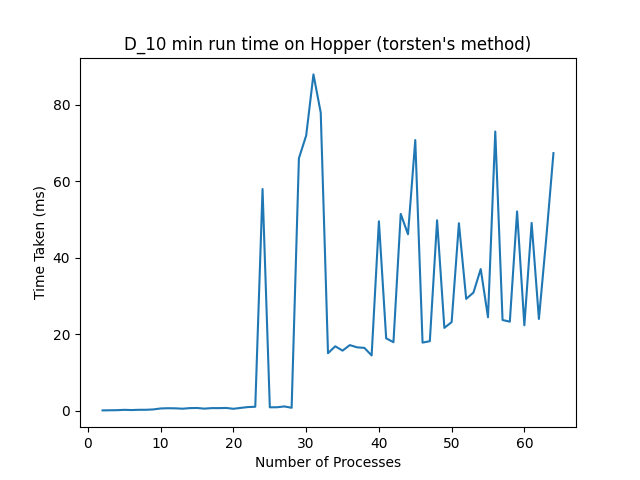 D_10 min run time on Hopper (torsten's method)
Time Taken (ms)
80
60
40
20
0
0 10 20 30 40 50 60
Number of Processes